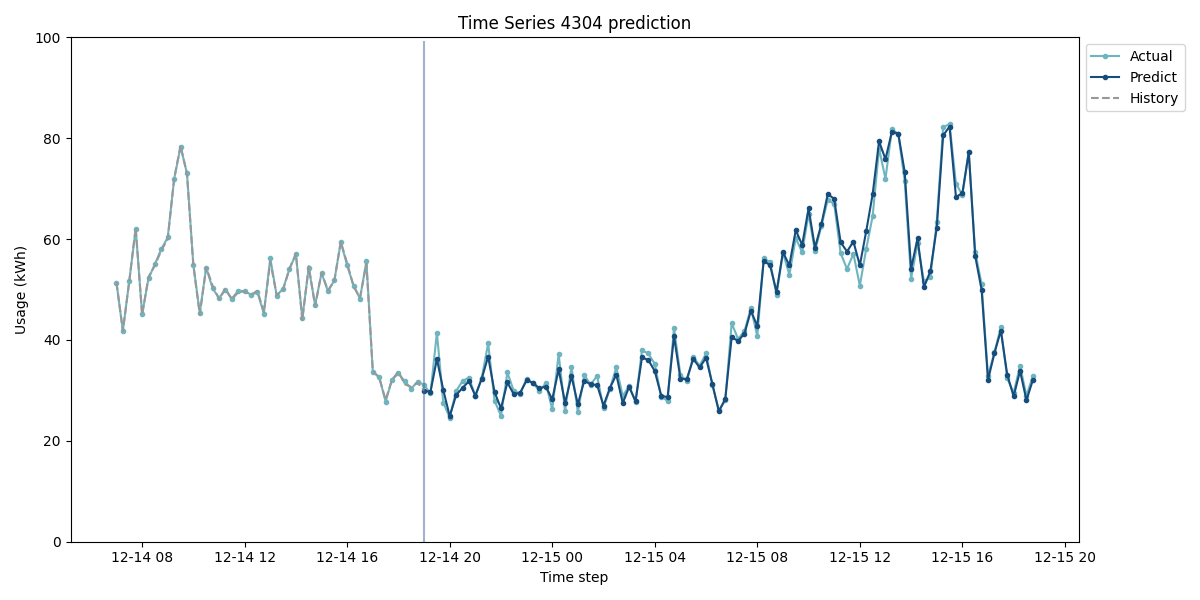 Time Series 4304 prediction
100
80
60
40
20
0
Usage (kWh)
12-14 08
12-14 12
12-14 16
12-14 20
12-15 00
12-15 04
12-15 08
12-15 12
12-15 16
12-15 20
Time step
Actual
Predict
History